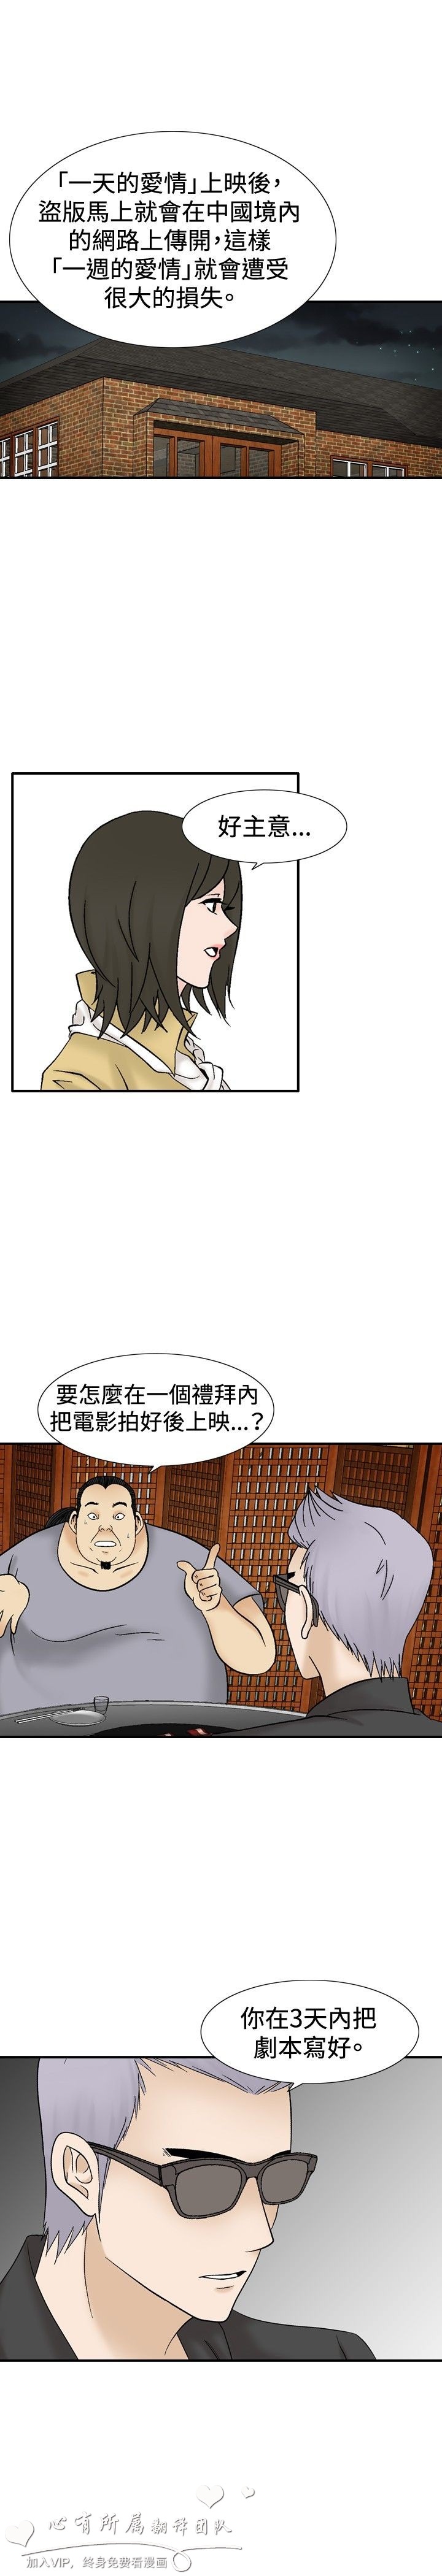 「一天的愛情」上映後，
盜版馬上就會在中國境內
的網路上傳開，這樣
「一週的愛情」就會遭受
很大的損失。
好主意...
要怎麼在一個禮拜內
把電影拍好後上映...？
你在3天內把
劇本寫好。
心有所属翻译团队
加入VIP，终身免费看漫画